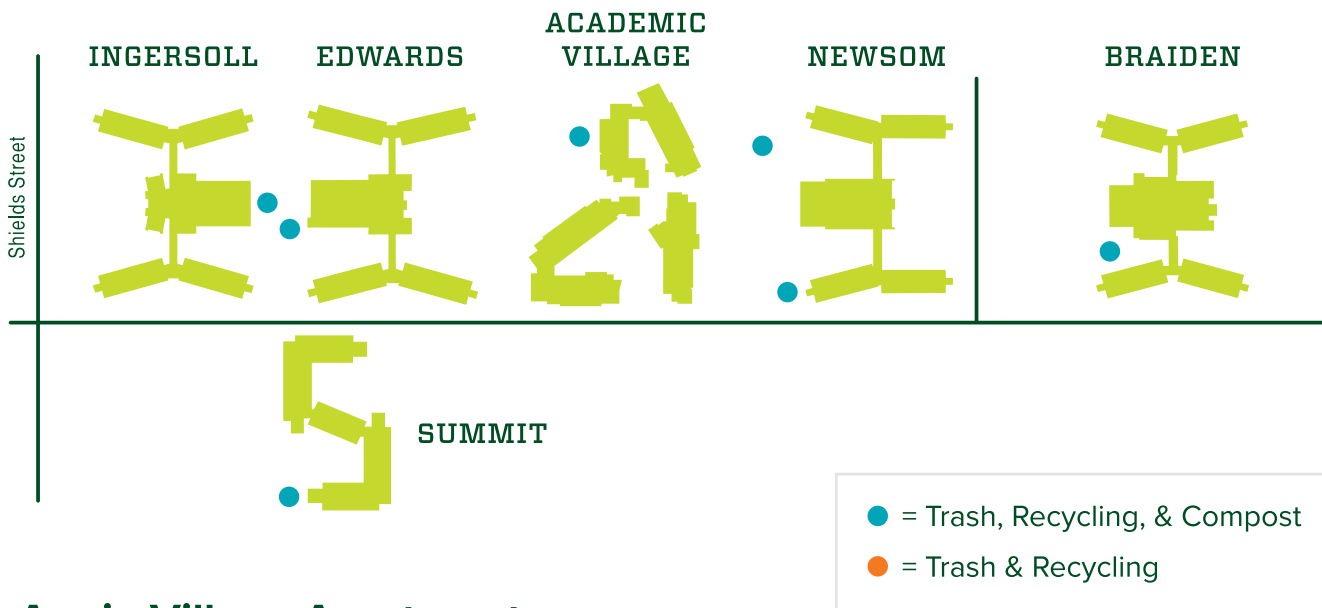 INGERSOLL
EDWARDS
ACADEMIC
VILLAGE
NEWSOM
BRAIDEN
Shields Street
SUMMIT
= Trash, Recycling, & Compost
= Trash & Recycling